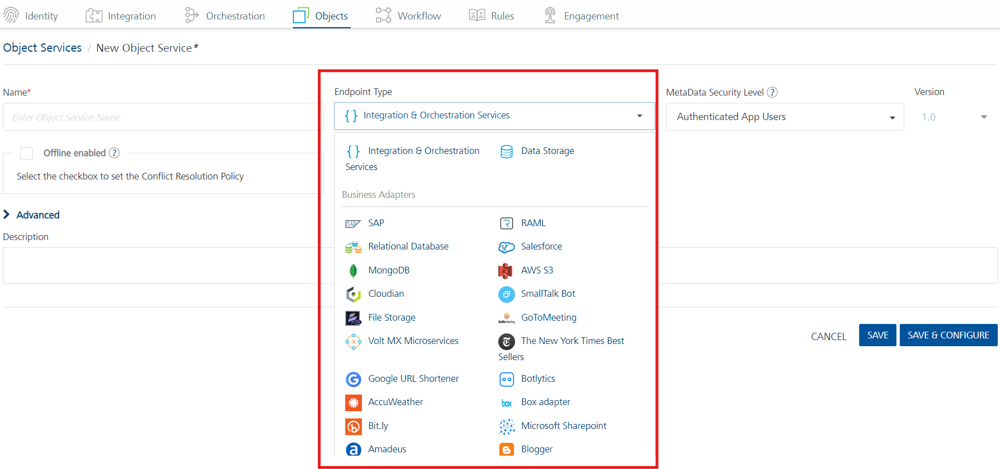 Identity Integration Orchestration Objects Workflow Rules Engagement
Object Services / New Object Service*
Name*
Enter Object Service Name
Offline enabled ?
Select the checkbox to set the Conflict Resolution Policy
Advanced
Description
Endpoint Type
{ } Integration & Orchestration Services
{ } Integration & Orchestration
Services
Data Storage
Business Adapters
SAP SAP
RAML
Relational Database
Salesforce
MongoDB
AWS S3
Cloudian
SmallTalk Bot
File Storage
GoToMeeting GoToMeeting
Volt MX Microservices
The New York Times Best
Sellers
Google URL Shortener
Botlytics
AccuWeather
box Box adapter
Bit.ly
Microsoft Sharepoint
Amadeus
Blogger
MetaData Security Level ?
Authenticated App Users
Version
1.0
CANCEL SAVE SAVE & CONFIGURE